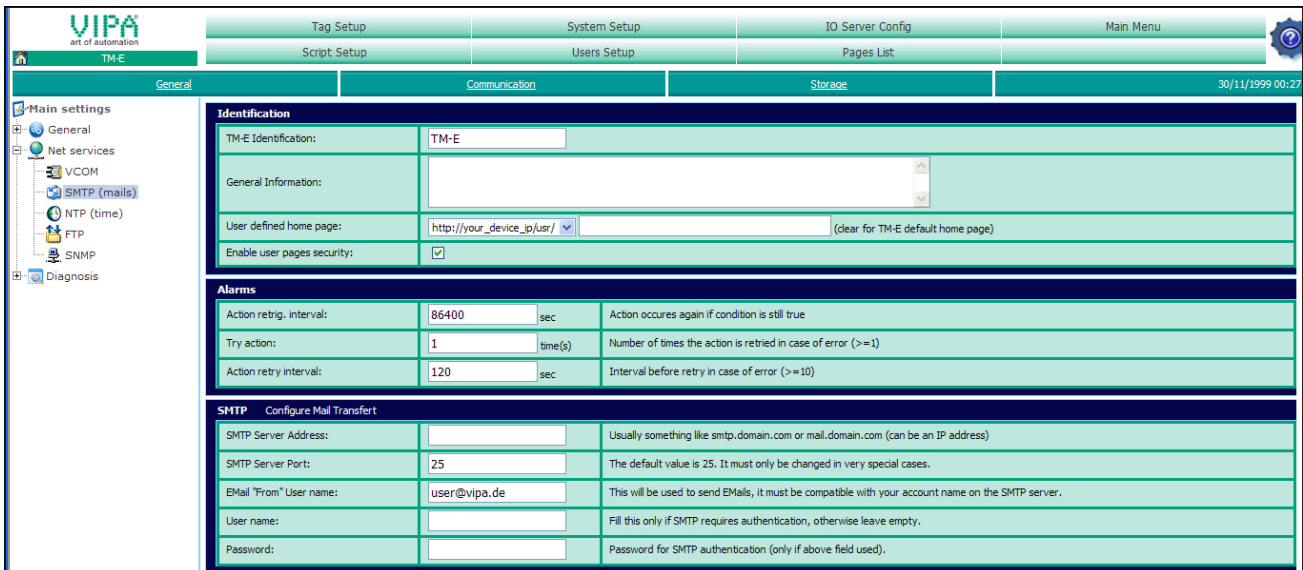 VIPA
art of automation
TM-E
Tag Setup System Setup IO Server Config Main Menu
Script Setup Users Setup Pages List
General Communication Storage 30/11/1999 00:27
Main settings
General
Net services
VCOM
SMTP (mails)
NTP (time)
FTP
SNMP
Diagnosis
Identification
TM-E Identification: TM-E
General Information:
User defined home page: http://your_device_ip/usr/ (clear for TM-E default home page)
Enable user pages security:
Alarms
Action retrig. interval: 86400 sec Action occures again if condition is still true
Try action: 1 time(s) Number of times the action is retried in case of error (>=1)
Action retry interval: 120 sec Interval before retry in case of error (>=10)
SMTP Configure Mail Transfert
SMTP Server Address: Usually something like smtp.domain.com or mail.domain.com (can be an IP address)
SMTP Server Port: 25 The default value is 25. It must only be changed in very special cases.
EMail "From" User name: user@vipa.de This will be used to send EMails, it must be compatible with your account name on the SMTP server.
User name: Fill this only if SMTP requires authentication, otherwise leave empty.
Password: Password for SMTP authentication (only if above field used).